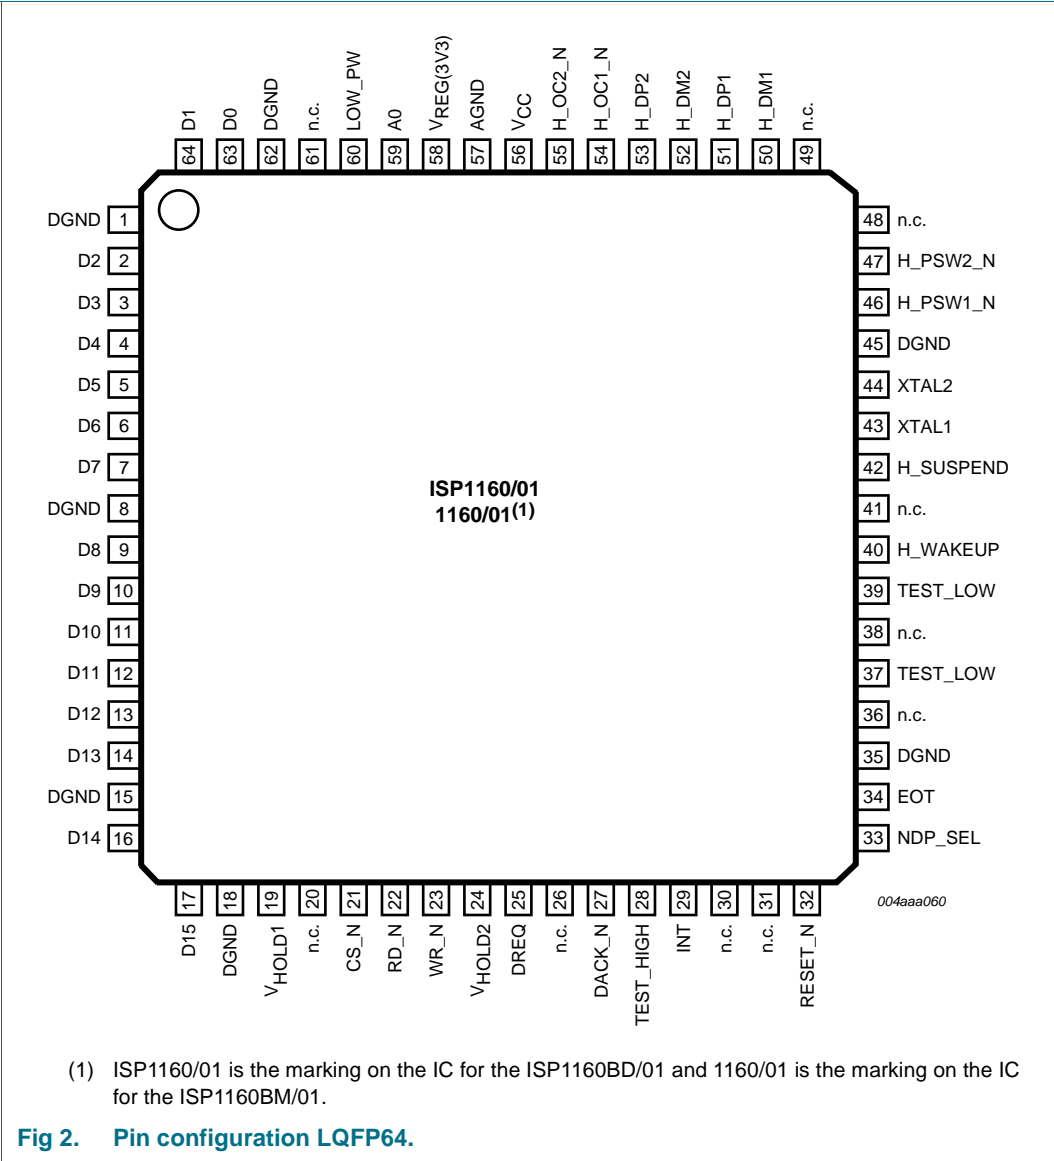 D1 D0 DGND n.c. LOW_PW A0 VREG(3V3) AGND VCC H_OC2_N H_OC1_N H_DP2 H_DM2 H_DP1 H_DM1 n.c.
64 63 62 61 60 59 58 57 56 55 54 53 52 51 50 49
DGND 1
D2 2
D3 3
D4 4
D5 5
D6 6
D7 7
DGND 8
D8 9
D9 10
D10 11
D11 12
D12 13
D13 14
DGND 15
D14 16
ISP1160/01
1160/01(1)
48 n.c.
47 H_PSW2_N
46 H_PSW1_N
45 DGND
44 XTAL2
43 XTAL1
42 H_SUSPEND
41 n.c.
40 H_WAKEUP
39 TEST_LOW
38 n.c.
37 TEST_LOW
36 n.c.
35 DGND
34 EOT
33 NDP_SEL
17 18 19 20 21 22 23 24 25 26 27 28 29 30 31 32
D15 DGND VHOLD1 n.c. CS_N RD_N WR_N VHOLD2 DREQ n.c. DACK_N TEST_HIGH INT n.c. n.c. RESET_N
004aaa060
(1) ISP1160/01 is the marking on the IC for the ISP1160BD/01 and 1160/01 is the marking on the IC
for the ISP1160BM/01.
Fig 2. Pin configuration LQFP64.